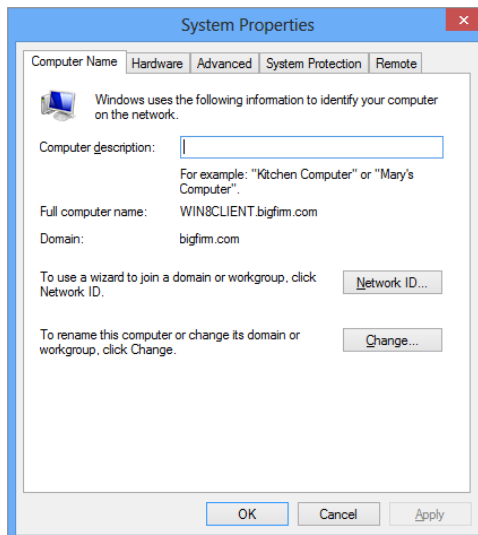 System Properties
x
Computer Name Hardware Advanced System Protection Remote
Windows uses the following information to identify your computer
on the network.
Computer description:
For example: "Kitchen Computer" or "Mary's
Computer".
Full computer name: WIN8CLIENT.bigfirm.com
Domain: bigfirm.com
To use a wizard to join a domain or workgroup, click
Network ID.
Network ID...
To rename this computer or change its domain or
workgroup, click Change.
Change...
OK Cancel Apply